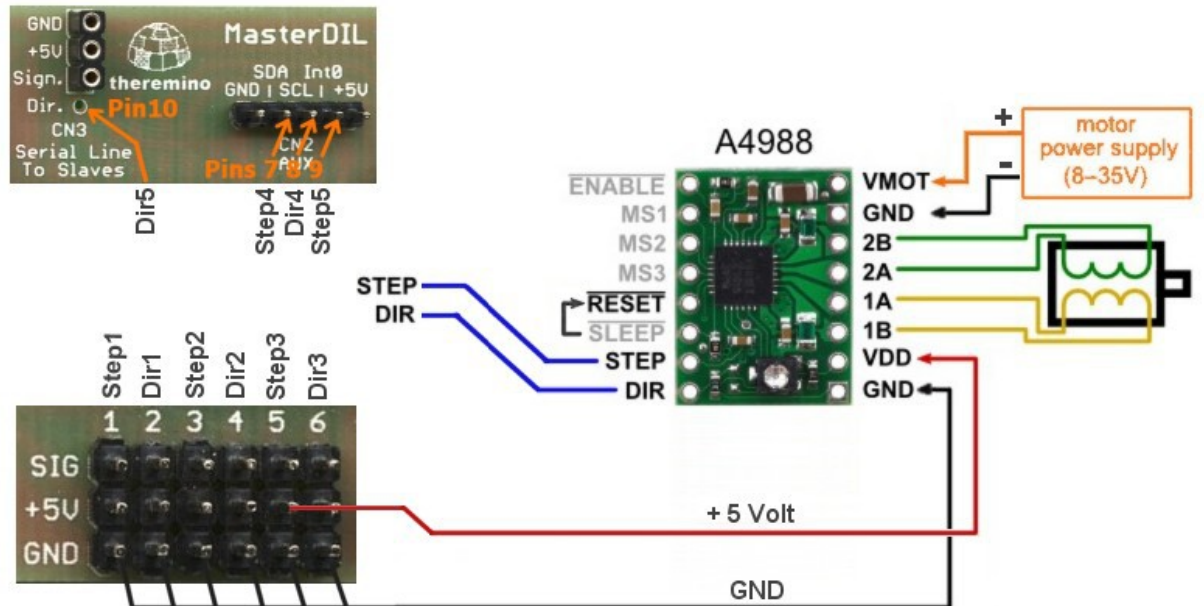 GND
+5V
Sign.
Dir.
Pin10
CN3
Serial Line
To Slaves
MasterDIL
theremino
SDA Int0
GND | SCL | +5V
Pins 7 8 9
CN2
AUX
Dir5
Step4
Dir4
Step5
A4988
ENABLE
MS1
MS2
MS3
RESET
SLEEP
STEP
DIR
STEP
DIR
VMOT
GND
2B
2A
1A
1B
VDD
GND
+
-
motor
power supply
(8–35V)
Step1
Dir1
Step2
Dir2
Step3
Dir3
1 2 3 4 5 6
SIG
+5V
GND
+ 5 Volt
GND